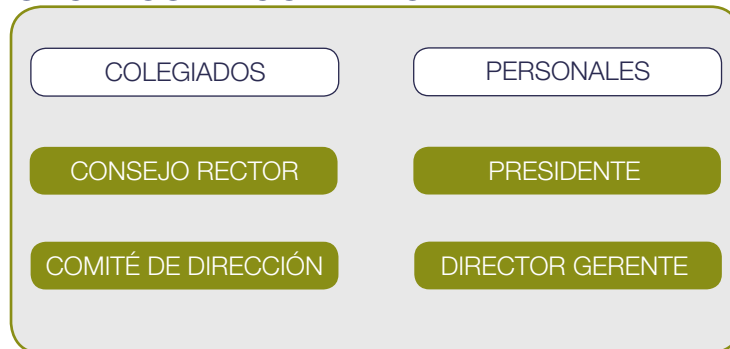 COLEGIADOS
PERSONALES
CONSEJO RECTOR
PRESIDENTE
COMITÉ DE DIRECCIÓN
DIRECTOR GERENTE